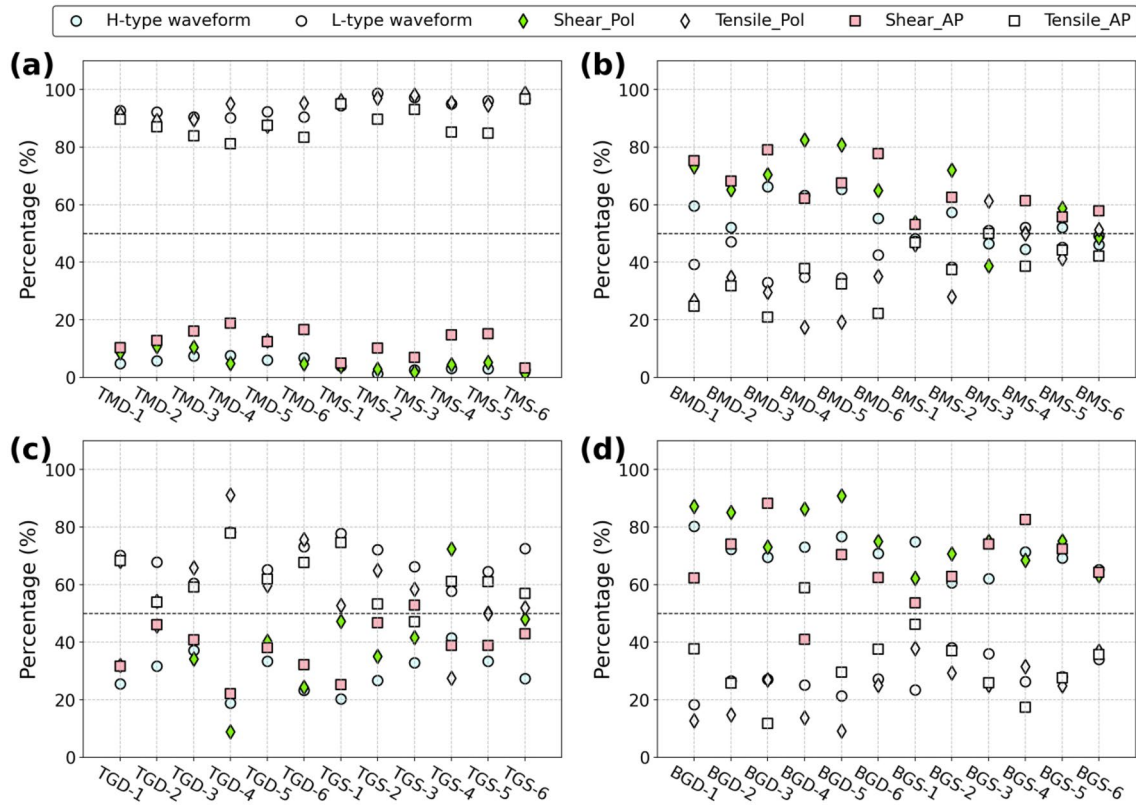 H-type waveform L-type waveform Shear_Pol Tensile_Pol Shear_AP Tensile_AP
(a)
Percentage (%)
100
80
60
40
20
0
TMD-1 TMD-2 TMD-3 TMD-4 TMD-5 TMD-6 TMS-1 TMS-2 TMS-3 TMS-4 TMS-5 TMS-6
(b)
Percentage (%)
100
80
60
40
20
0
BMD-1 BMD-2 BMD-3 BMD-4 BMD-5 BMD-6 BMS-1 BMS-2 BMS-3 BMS-4 BMS-5 BMS-6
(c)
Percentage (%)
100
80
60
40
20
0
TGD-1 TGD-2 TGD-3 TGD-4 TGD-5 TGD-6 TGS-1 TGS-2 TGS-3 TGS-4 TGS-5 TGS-6
(d)
Percentage (%)
100
80
60
40
20
0
BGD-1 BGD-2 BGD-3 BGD-4 BGD-5 BGD-6 BGS-1 BGS-2 BGS-3 BGS-4 BGS-5 BGS-6